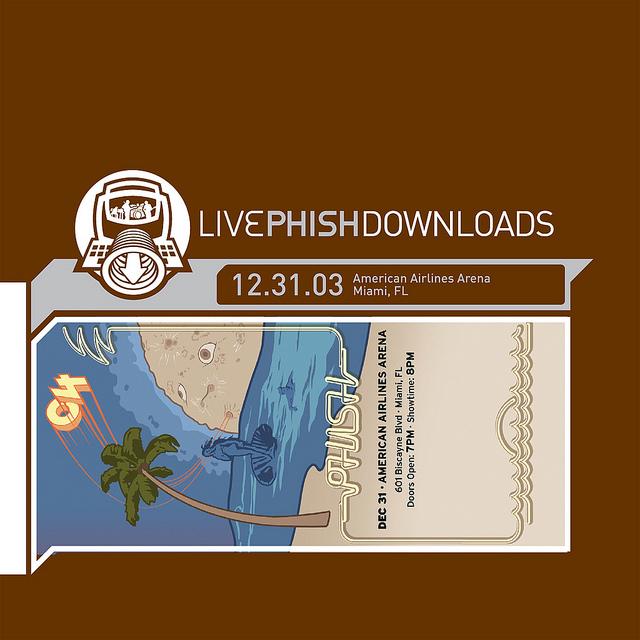 LIVEPHISHDOWNLOADS
12.31.03
American Airlines Arena
Miami, FL
04
PHISH
DEC 31 · AMERICAN AIRLINES ARENA
601 Biscayne Blvd · Miami, FL
Doors Open: 7PM · Showtime: 8PM